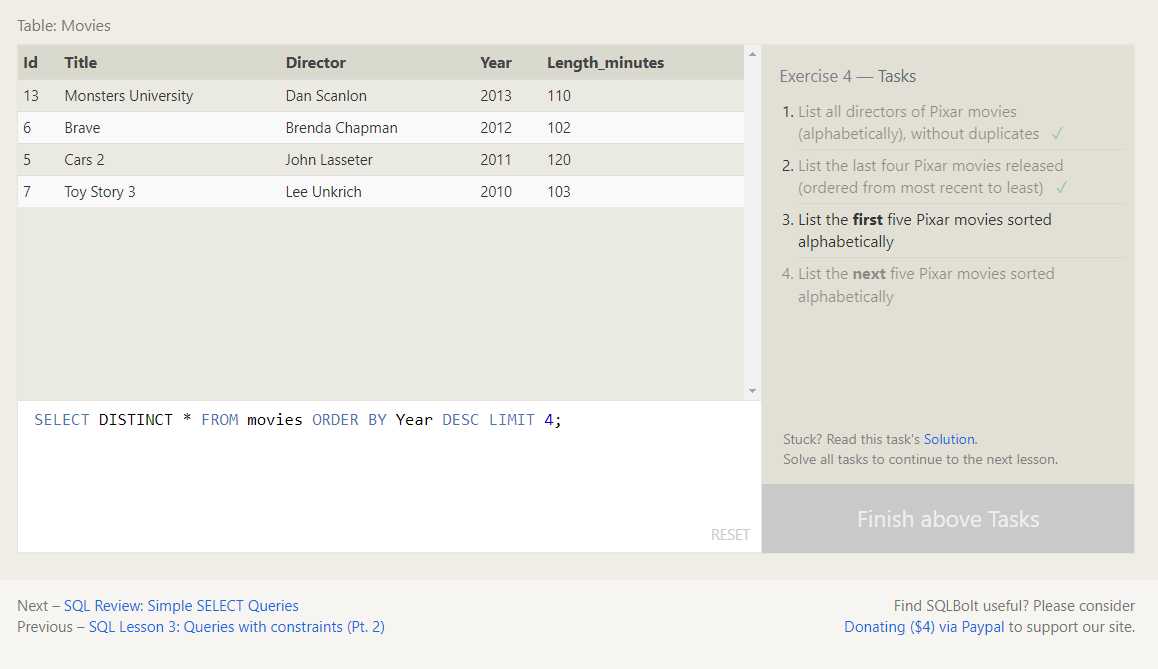 Table: Movies
Id Title Director Year Length_minutes
13 Monsters University Dan Scanlon 2013 110
6 Brave Brenda Chapman 2012 102
5 Cars 2 John Lasseter 2011 120
7 Toy Story 3 Lee Unkrich 2010 103
SELECT DISTINCT * FROM movies ORDER BY Year DESC LIMIT 4;
RESET
Exercise 4 — Tasks
1. List all directors of Pixar movies
(alphabetically), without duplicates ✓
2. List the last four Pixar movies released
(ordered from most recent to least) ✓
3. List the first five Pixar movies sorted
alphabetically
4. List the next five Pixar movies sorted
alphabetically
Stuck? Read this task's Solution.
Solve all tasks to continue to the next lesson.
Finish above Tasks
Next – SQL Review: Simple SELECT Queries
Previous – SQL Lesson 3: Queries with constraints (Pt. 2)
Find SQLBolt useful? Please consider
Donating ($4) via Paypal to support our site.